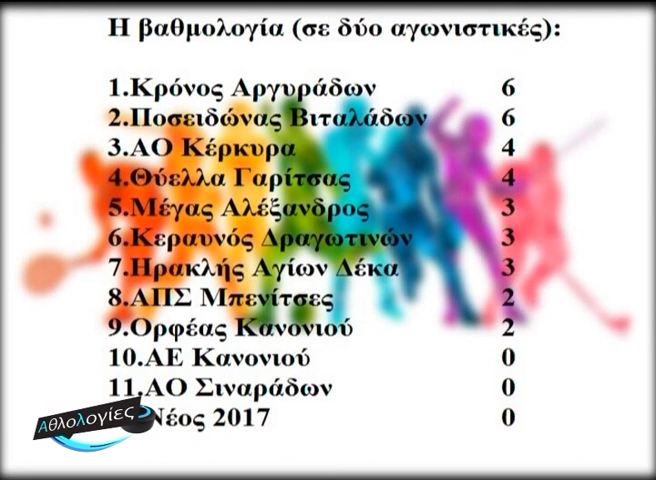 Η βαθμολογία (σε δύο αγωνιστικές):
1.Κρόνος Αργυράδων 6
2.Ποσειδώνας Βιταλάδων 6
3.ΑΟ Κέρκυρα 4
4.Θύελλα Γαρίτσας 4
5.Μέγας Αλέξανδρος 3
6.Κεραυνός Δραγωτινών 3
7.Ηρακλής Αγίων Δέκα 3
8.ΑΠΣ Μπενίτσες 2
9.Ορφέας Κανονιού 2
10.ΑΕ Κανονιού 0
11.ΑΟ Σιναράδων 0
Νέος 2017 0
Αθλολογίες